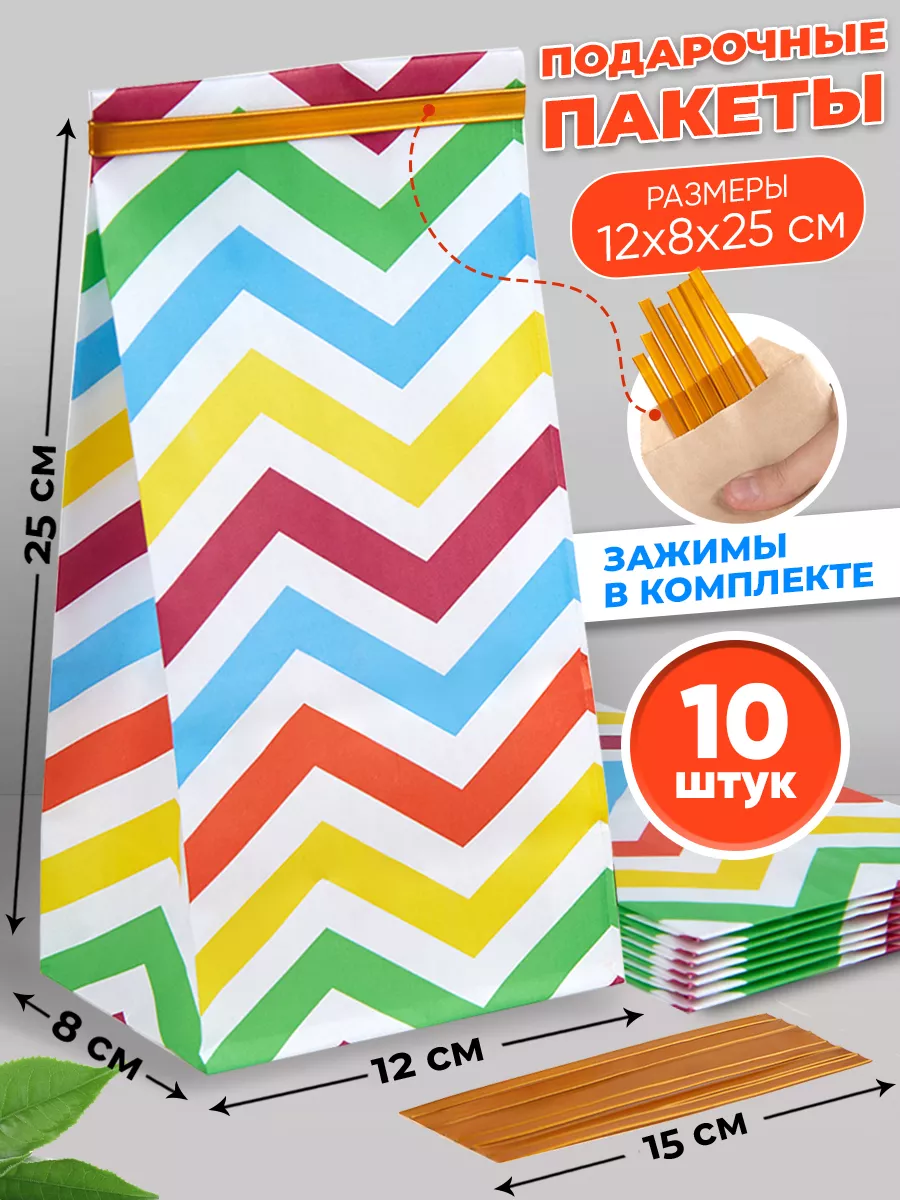 ПОДАРОЧНЫЕ
ПАКЕТЫ
РАЗМЕРЫ
12x8x25 см
25 см
ЗАЖИМЫ
В КОМПЛЕКТЕ
10
штук
8 см
12 см
15 см